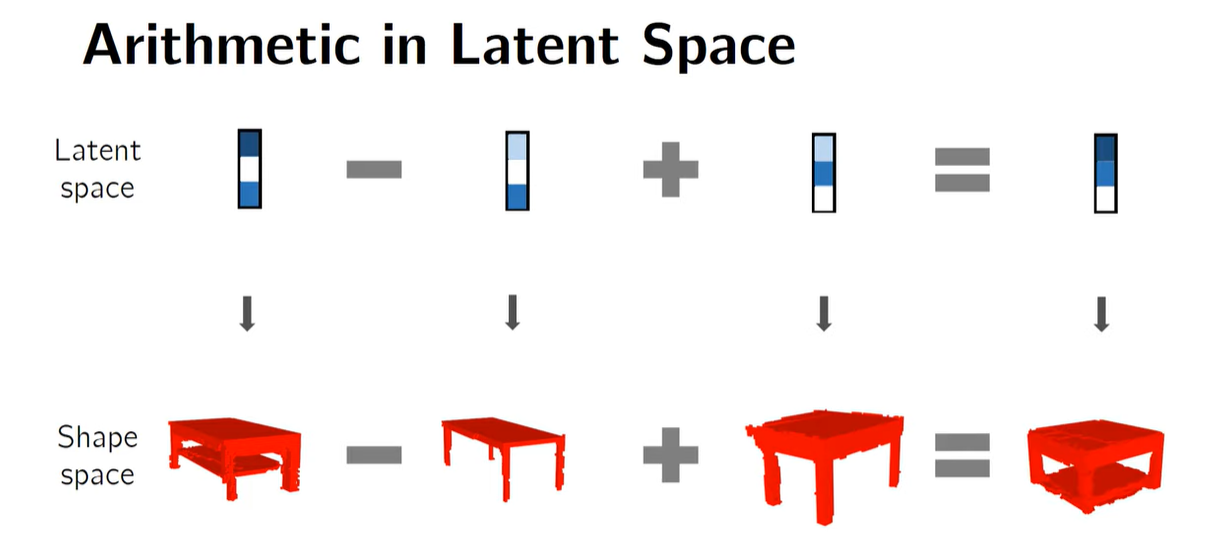 Arithmetic in Latent Space
Latent
space
Shape
space